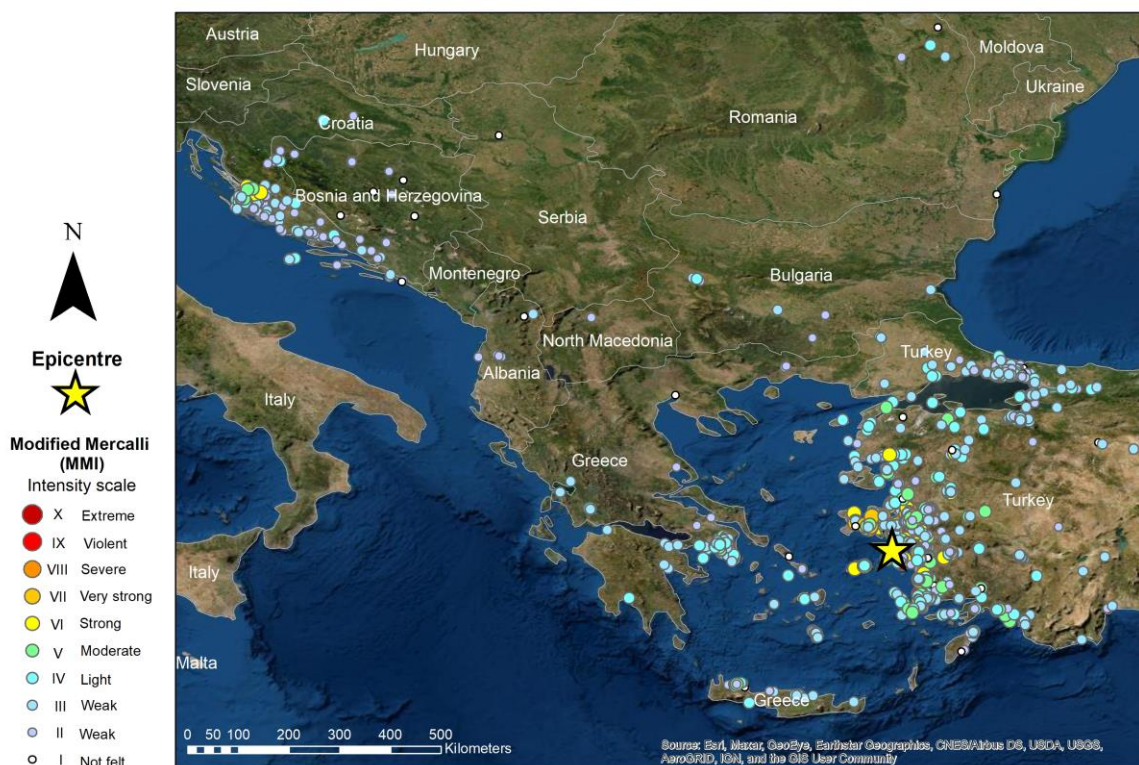 N
Epicentre
Modified Mercalli
(MMI)
Intensity scale
X Extreme
IX Violent
VIII Severe
VII Very strong
VI Strong
V Moderate
IV Light
III Weak
II Weak
I Not felt
Austria
Hungary
Moldova
Slovenia
Ukraine
Croatia
Romania
Bosnia and Herzegovina
Serbia
Montenegro
Bulgaria
North Macedonia
Turkey
Albania
Italy
Greece
Turkey
Italy
Malta
Greece
0 50 100 200 300 400 500
Kilometers
Source: Esri, Maxar, GeoEye, Earthstar Geographics, CNES/Airbus DS, USDA, USGS,
AeroGRID, IGN, and the GIS User Community